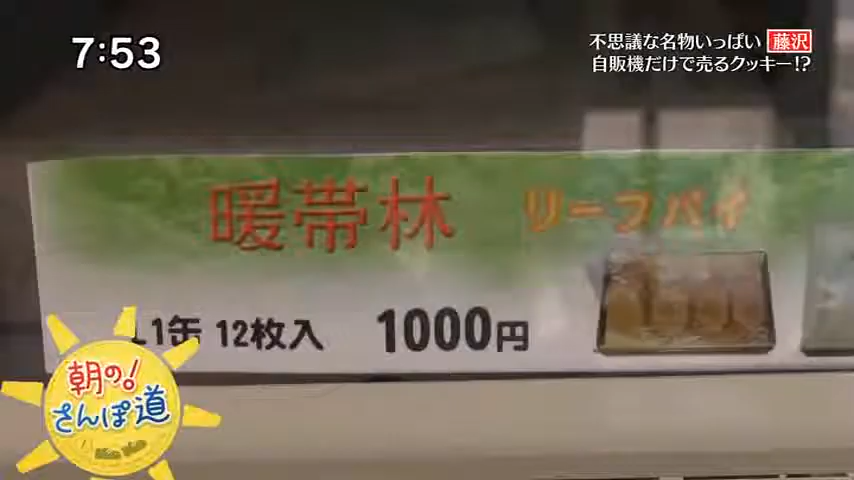 7:53
不思議な名物いっぱい 藤沢
自販機だけで売るクッキー!?
暖帯林 リーフパイ
1缶 12枚入 1000円
朝の!
さんぽ道